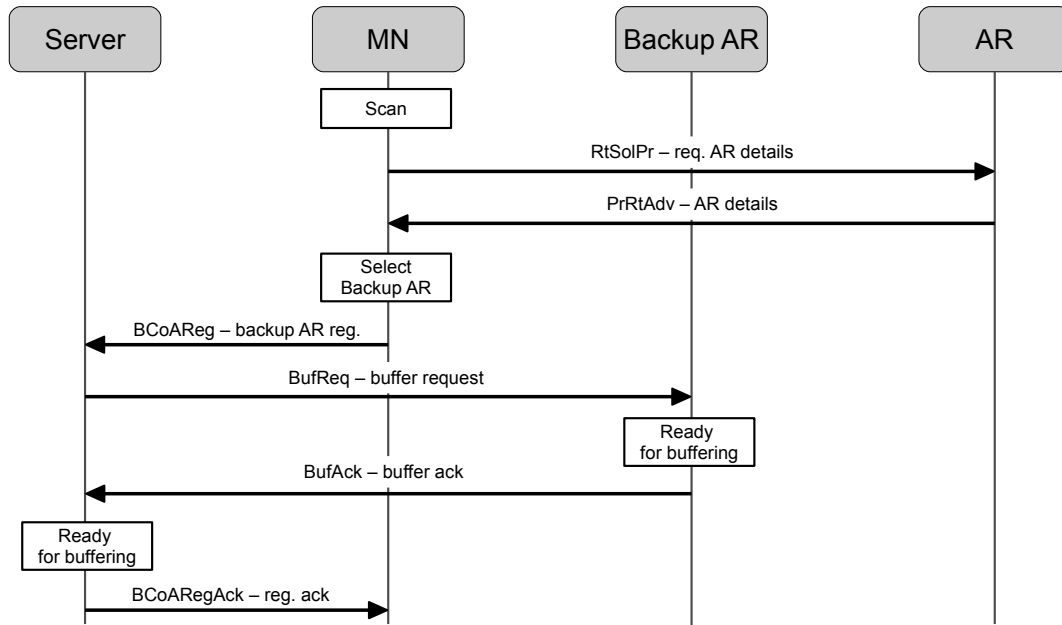 Server
MN
Backup AR
AR
Scan
RtSolPr – req. AR details
PrRtAdv – AR details
Select
Backup AR
BCoAReg – backup AR reg.
BufReq – buffer request
Ready
for buffering
BufAck – buffer ack
Ready
for buffering
BCoARegAck – reg. ack